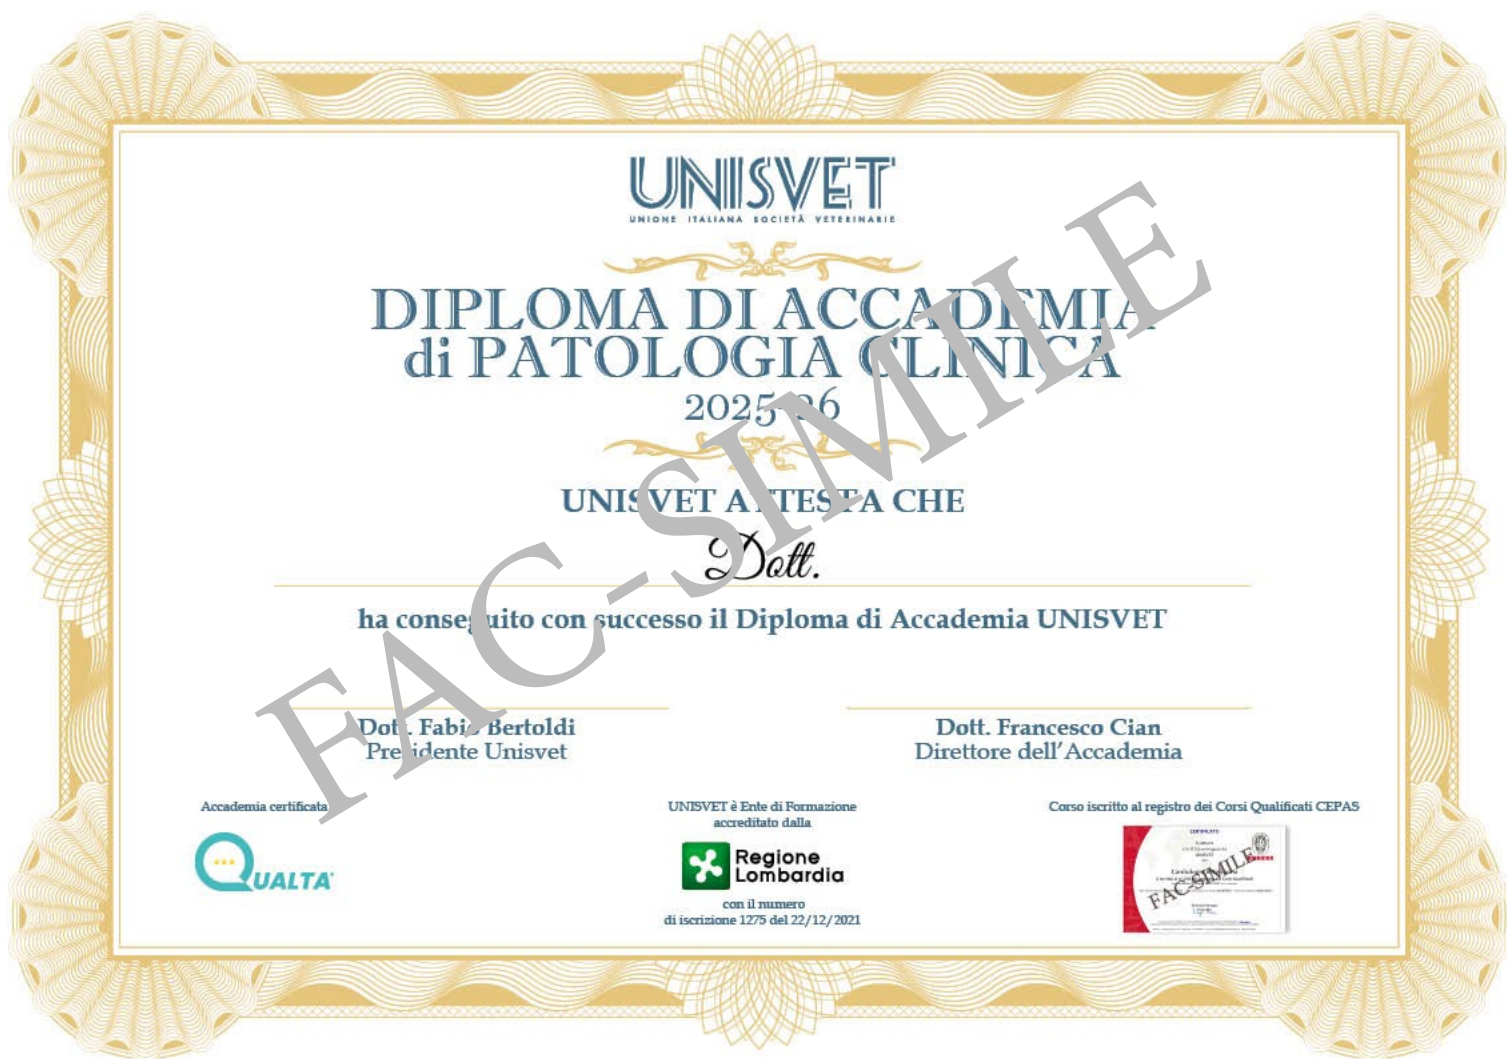 UNISVET
UNIONE ITALIANA SOCIETÀ VETERINARIE
DIPLOMA DI ACCADEMIA
di PATOLOGIA CLINICA
2025-26
UNISVET ATTESTA CHE
Dott.
ha conseguito con successo il Diploma di Accademia UNISVET
FAC-SIMILE
Dott. Fabio Bertoldi
Presidente Unisvet
Dott. Francesco Cian
Direttore dell'Accademia
Accademia certificata
QUALTA
UNISVET è Ente di Formazione
accreditato dalla
Regione
Lombardia
con il numero
di iscrizione 1275 del 22/12/2021
Corso iscritto al registro dei Corsi Qualificati CEPAS
CERTIFICATO
FAC-SIMILE